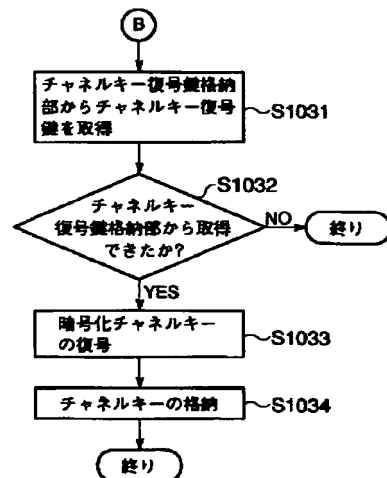 B
チャネルキー復号鍵格納
部からチャネルキー復号
鍵を取得
S1031
S1032
チャネルキー
復号鍵格納部から取得
できたか?
NO
終り
YES
暗号化チャネルキー
の復号
S1033
チャネルキーの格納
S1034
終り